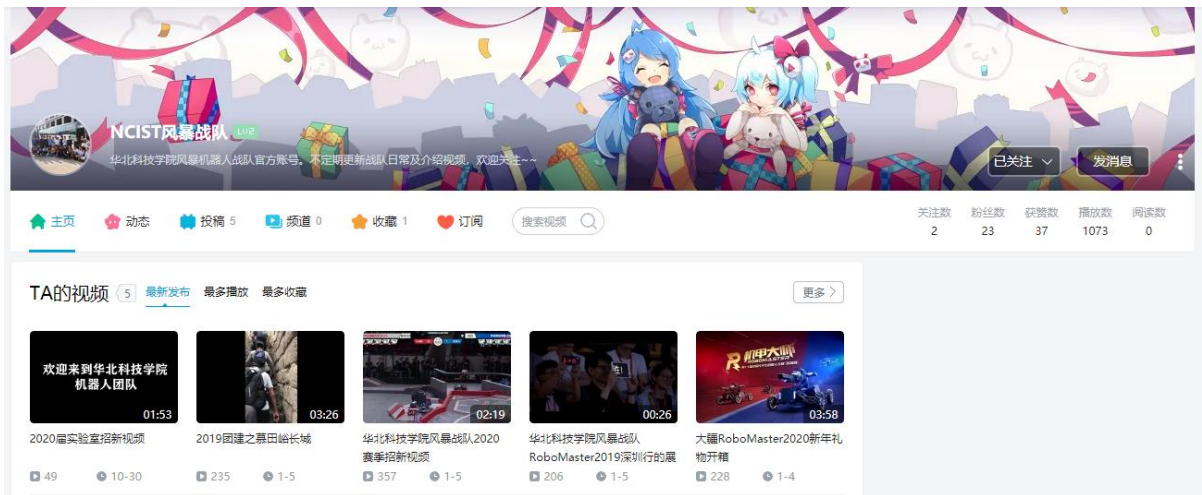 NCIST风暴战队 LV2
华北科技学院风暴机器人战队官方账号。不定期更新战队日常及介绍视频，欢迎关注~~
已关注
发消息
主页
动态
投稿 5
频道 0
收藏 1
订阅
搜索视频
关注数 粉丝数 获赞数 播放数 阅读数
2 23 37 1073 0
TA的视频 5 最新发布 最多播放 最多收藏
更多
欢迎来到华北科技学院
机器人团队
01:53
03:26
02:19
00:26
机甲大师
03:58
2020届实验室招新视频
49 10-30
2019团建之慕田峪长城
235 1-5
华北科技学院风暴战队2020
赛季招新视频
357 1-5
华北科技学院风暴战队
RoboMaster2019深圳行的展
206 1-5
大疆RoboMaster2020新年礼
物开箱
228 1-4